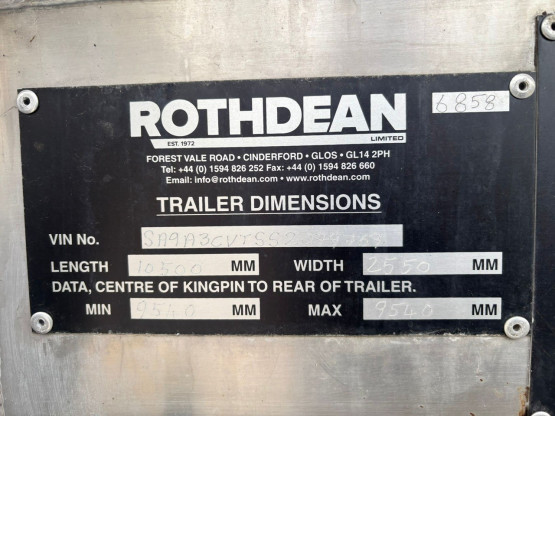 6858
ROTHDEAN
EST. 1972 LIMITED
FOREST VALE ROAD • CINDERFORD • GLOS • GL14 2PH
Tel: +44 (0) 1594 826 252 Fax: +44 (0) 1594 826 660
Email: info@rothdean.com • www.rothdean.com
TRAILER DIMENSIONS
VIN No.
LENGTH 10500 MM WIDTH 2550 MM
DATA, CENTRE OF KINGPIN TO REAR OF TRAILER.
MIN 9540 MM MAX 9540 MM